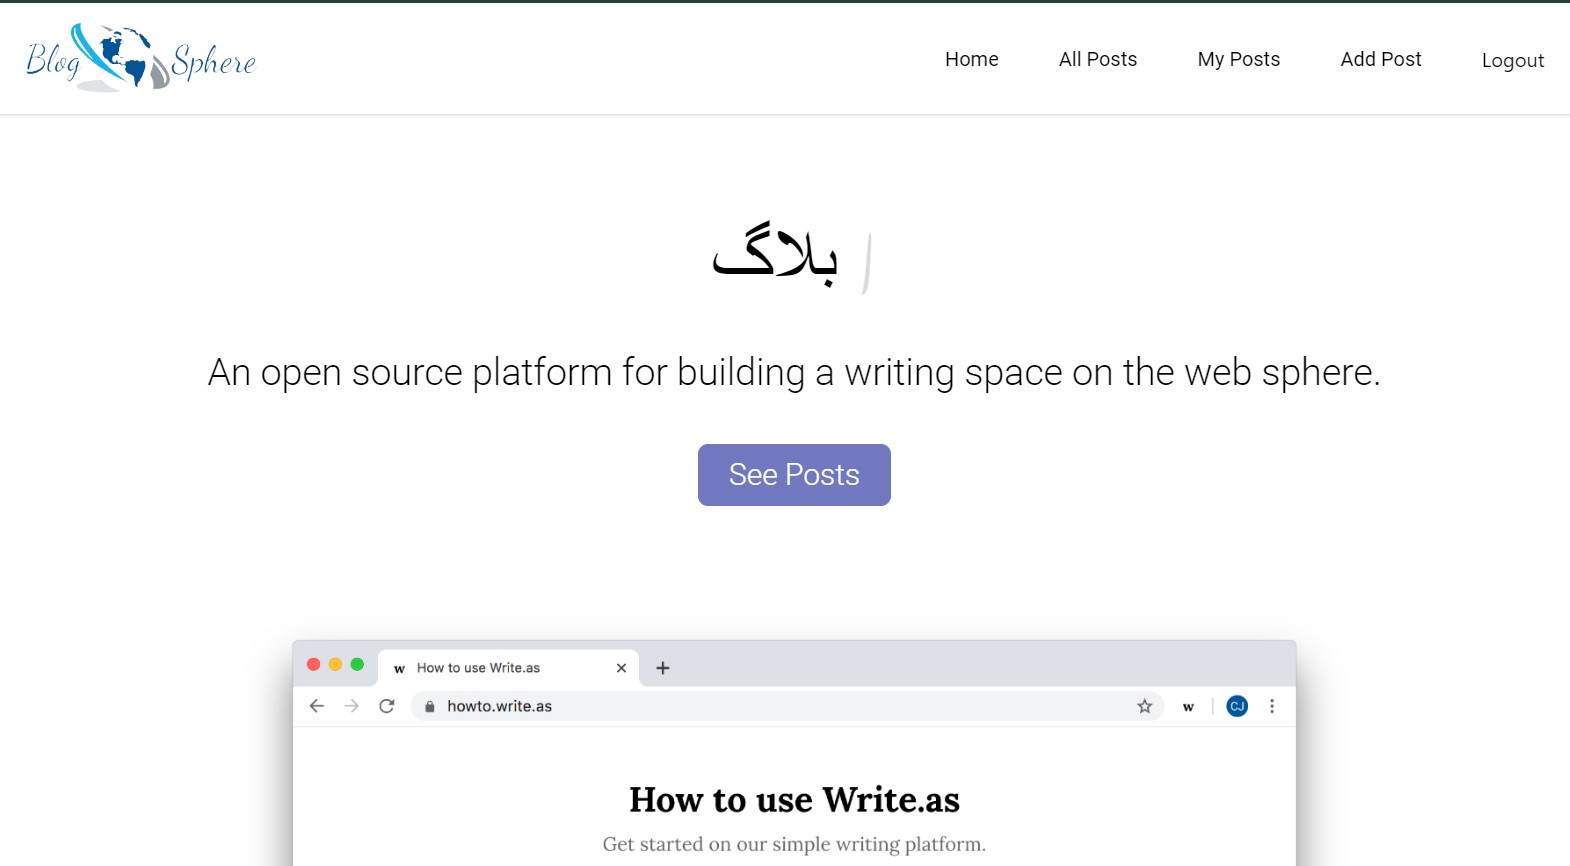 Blog Sphere
Home
All Posts
My Posts
Add Post
Logout
بلاگ
An open source platform for building a writing space on the web sphere.
See Posts
w How to use Write.as
howto.write.as
w
CJ
How to use Write.as
Get started on our simple writing platform.